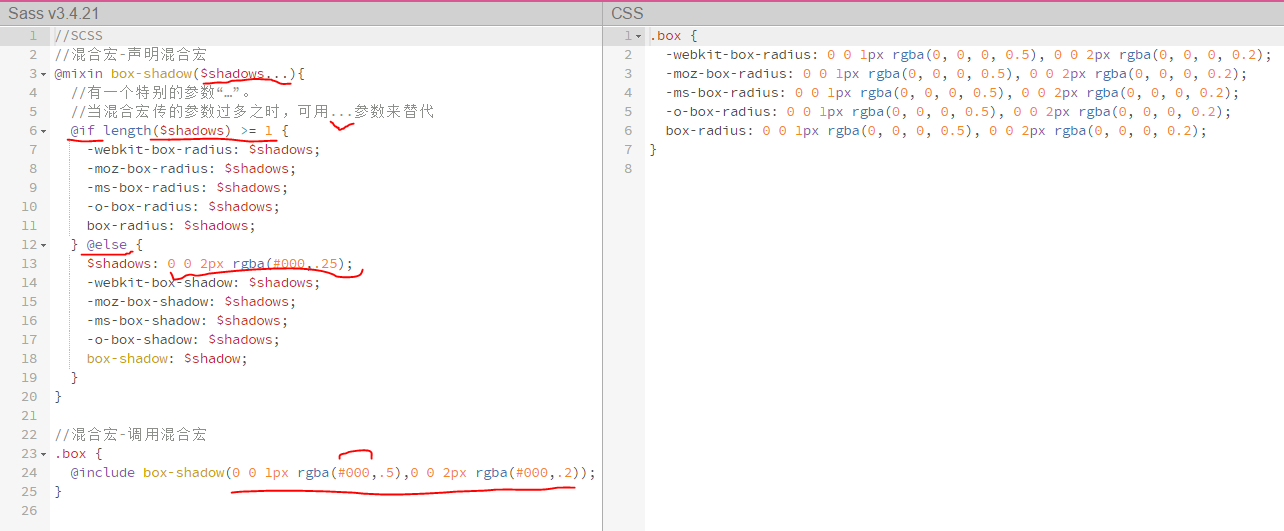 Sass v3.4.21
1 //SCSS
2 //混合宏-声明混合宏
3 @mixin box-shadow($shadows...){
4 //有一个特别的参数“…”。
5 //当混合宏传的参数过多之时，可用...参数来替代
6 @if length($shadows) >= 1 {
7 -webkit-box-radius: $shadows;
8 -moz-box-radius: $shadows;
9 -ms-box-radius: $shadows;
10 -o-box-radius: $shadows;
11 box-radius: $shadows;
12 } @else {
13 $shadows: 0 0 2px rgba(#000,.25);
14 -webkit-box-shadow: $shadows;
15 -moz-box-shadow: $shadows;
16 -ms-box-shadow: $shadows;
17 -o-box-shadow: $shadows;
18 box-shadow: $shadow;
19 }
20 }
21
22 //混合宏-调用混合宏
23 .box {
24 @include box-shadow(0 0 1px rgba(#000,.5),0 0 2px rgba(#000,.2));
25 }
26
CSS
1 .box {
2 -webkit-box-radius: 0 0 1px rgba(0, 0, 0, 0.5), 0 0 2px rgba(0, 0, 0, 0.2);
3 -moz-box-radius: 0 0 1px rgba(0, 0, 0, 0.5), 0 0 2px rgba(0, 0, 0, 0.2);
4 -ms-box-radius: 0 0 1px rgba(0, 0, 0, 0.5), 0 0 2px rgba(0, 0, 0, 0.2);
5 -o-box-radius: 0 0 1px rgba(0, 0, 0, 0.5), 0 0 2px rgba(0, 0, 0, 0.2);
6 box-radius: 0 0 1px rgba(0, 0, 0, 0.5), 0 0 2px rgba(0, 0, 0, 0.2);
7 }
8